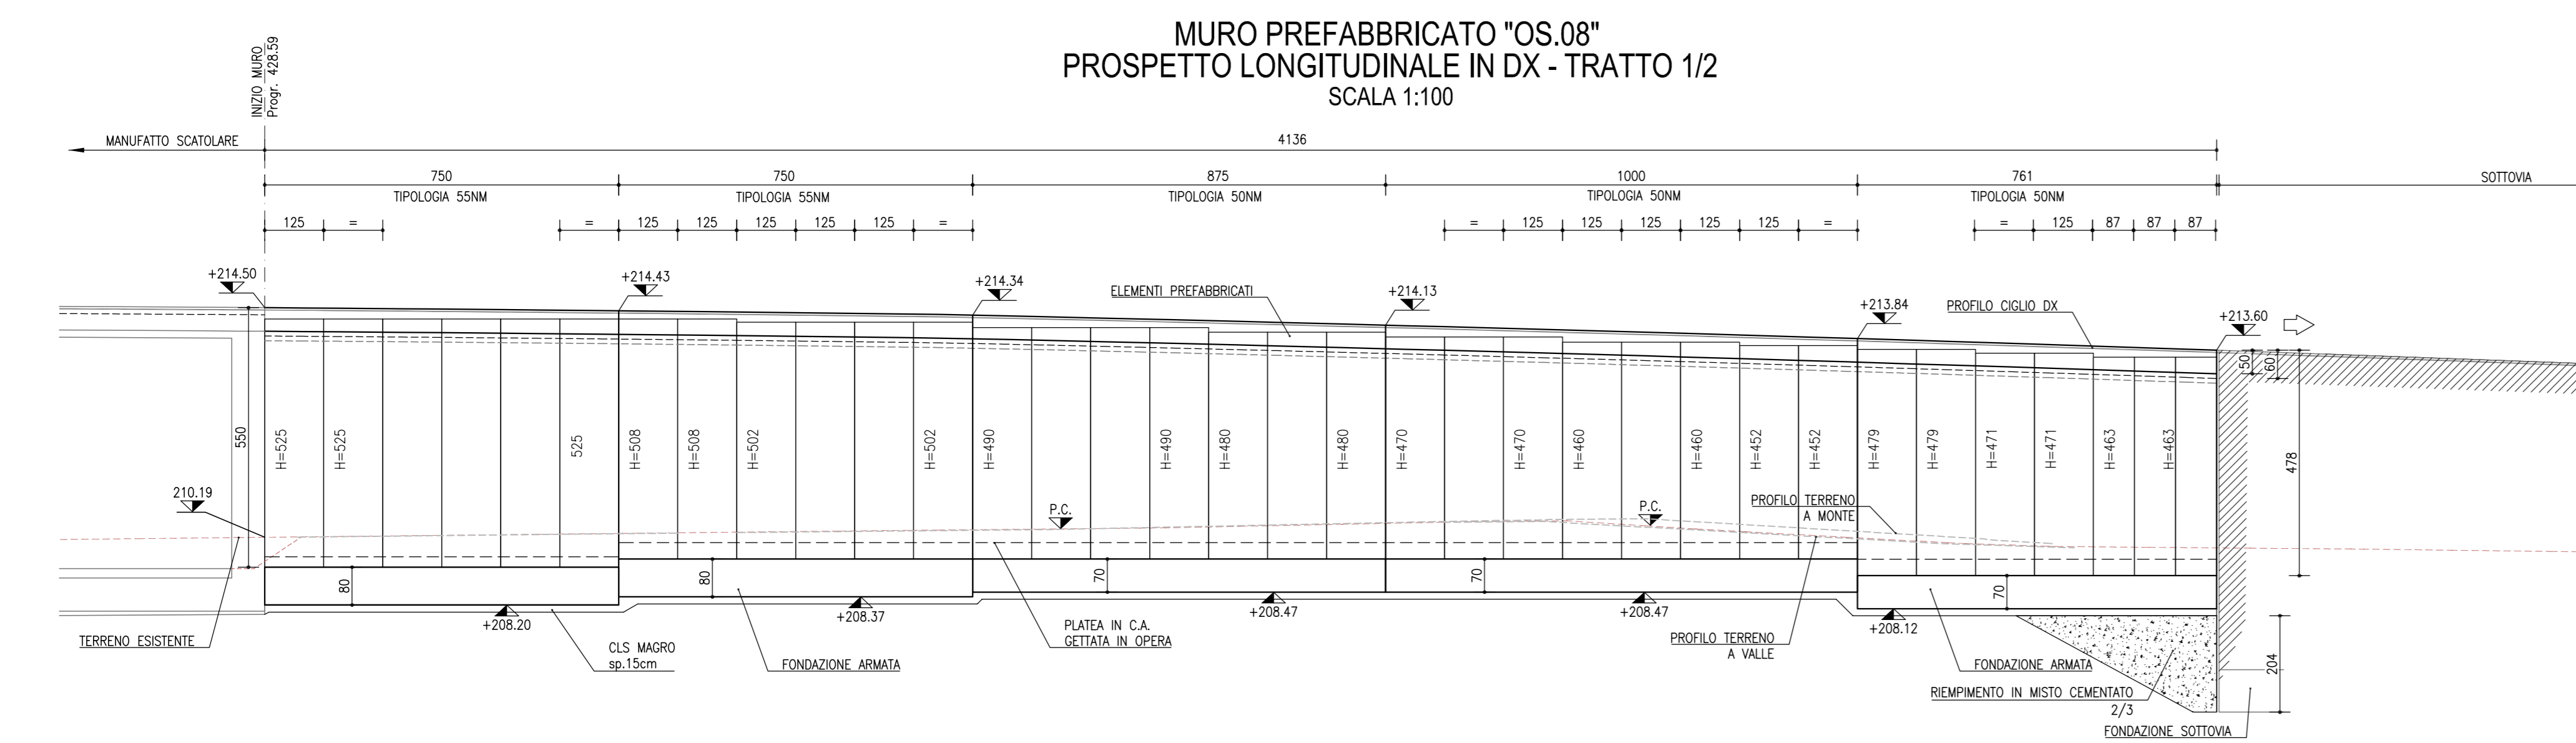 MURO PREFABBRICATO "OS.08"
PROSPETTO LONGITUDINALE IN DX - TRATTO 1/2
SCALA 1:100
INIZIO MURO
Progr. 428.59
MANUFATTO SCATOLARE
4136
750
750
875
1000
761
SOTTOVIA
TIPOLOGIA 55NM
TIPOLOGIA 55NM
TIPOLOGIA 50NM
TIPOLOGIA 50NM
TIPOLOGIA 50NM
125 = = 125 125 125 125 125 = = 125 125 125 125 125 = = 125 87 87 87
+214.50
+214.43
+214.34
+214.13
+213.84
+213.60
ELEMENTI PREFABBRICATI
PROFILO CIGLIO DX
50
60
550
H=525
H=525
525
H=508
H=508
H=502
H=502
H=490
H=490
H=480
H=480
H=470
H=470
H=460
H=460
H=452
H=452
H=479
H=479
H=471
H=471
H=463
H=463
478
210.19
P.C.
P.C.
PROFILO TERRENO
A MONTE
80
80
70
70
70
+208.20
+208.37
+208.47
+208.47
+208.12
TERRENO ESISTENTE
CLS MAGRO
sp.15cm
FONDAZIONE ARMATA
PLATEA IN C.A.
GETTATA IN OPERA
PROFILO TERRENO
A VALLE
FONDAZIONE ARMATA
204
RIEMPIMENTO IN MISTO CEMENTATO
2/3
FONDAZIONE SOTTOVIA